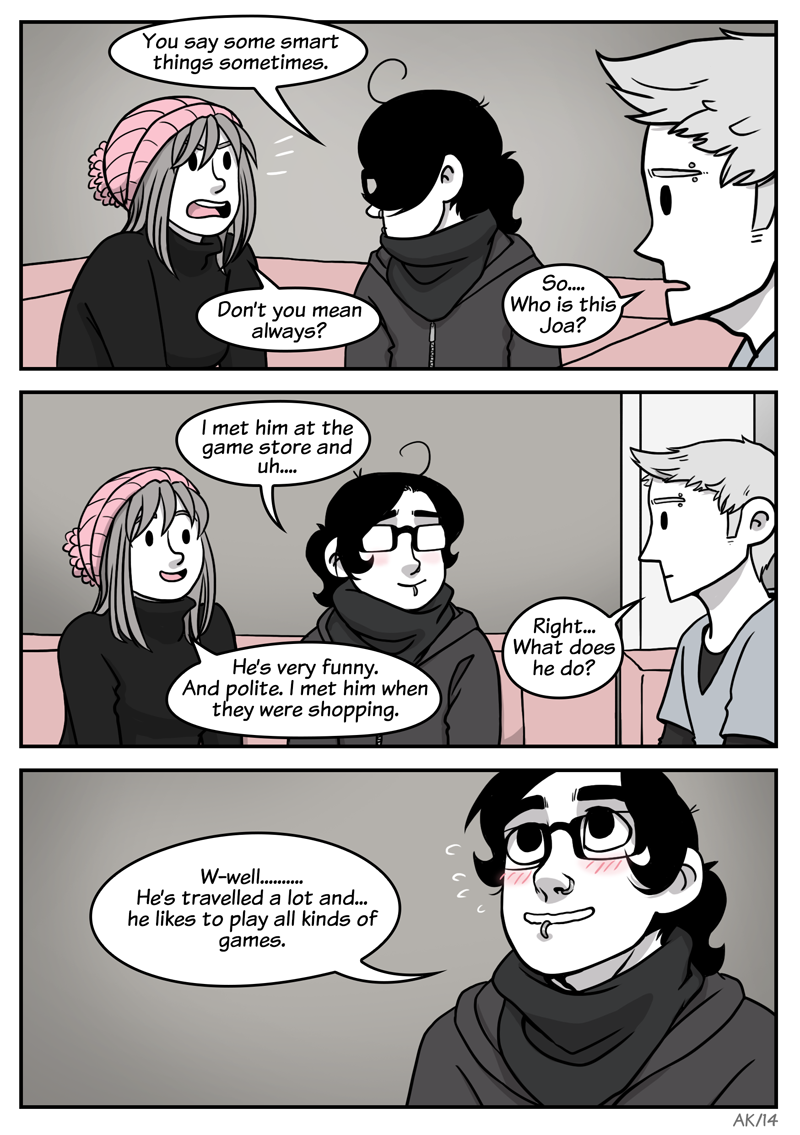 You say some smart
things sometimes.
Don't you mean
always?
So....
Who is this
Joa?
I met him at the
game store and
uh....
He's very funny.
And polite. I met him when
they were shopping.
Right...
What does
he do?
W-well..........
He's travelled a lot and...
he likes to play all kinds of
games.
AK/14